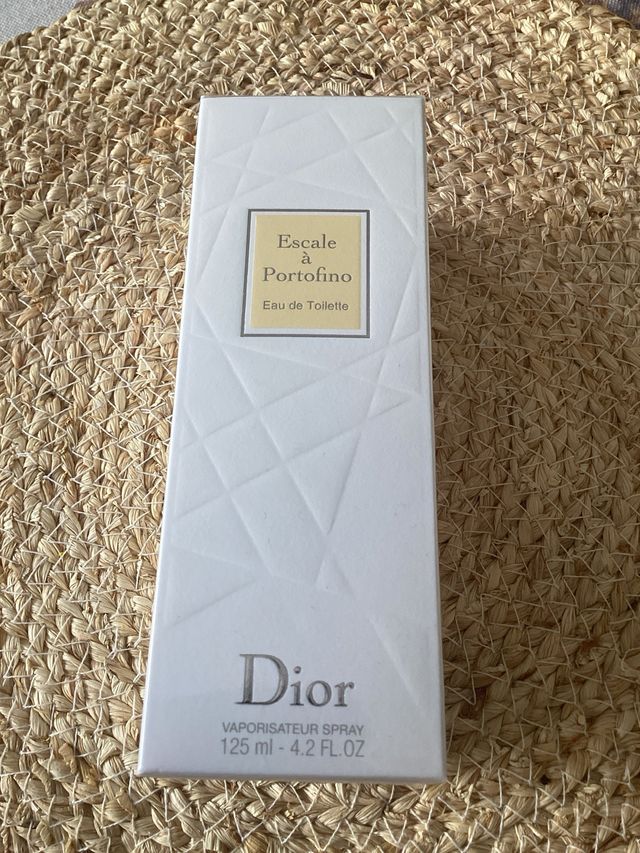 Escale
à
Portofino
Eau de Toilette
Dior
VAPORISATEUR SPRAY
125 ml - 4.2 FL.OZ